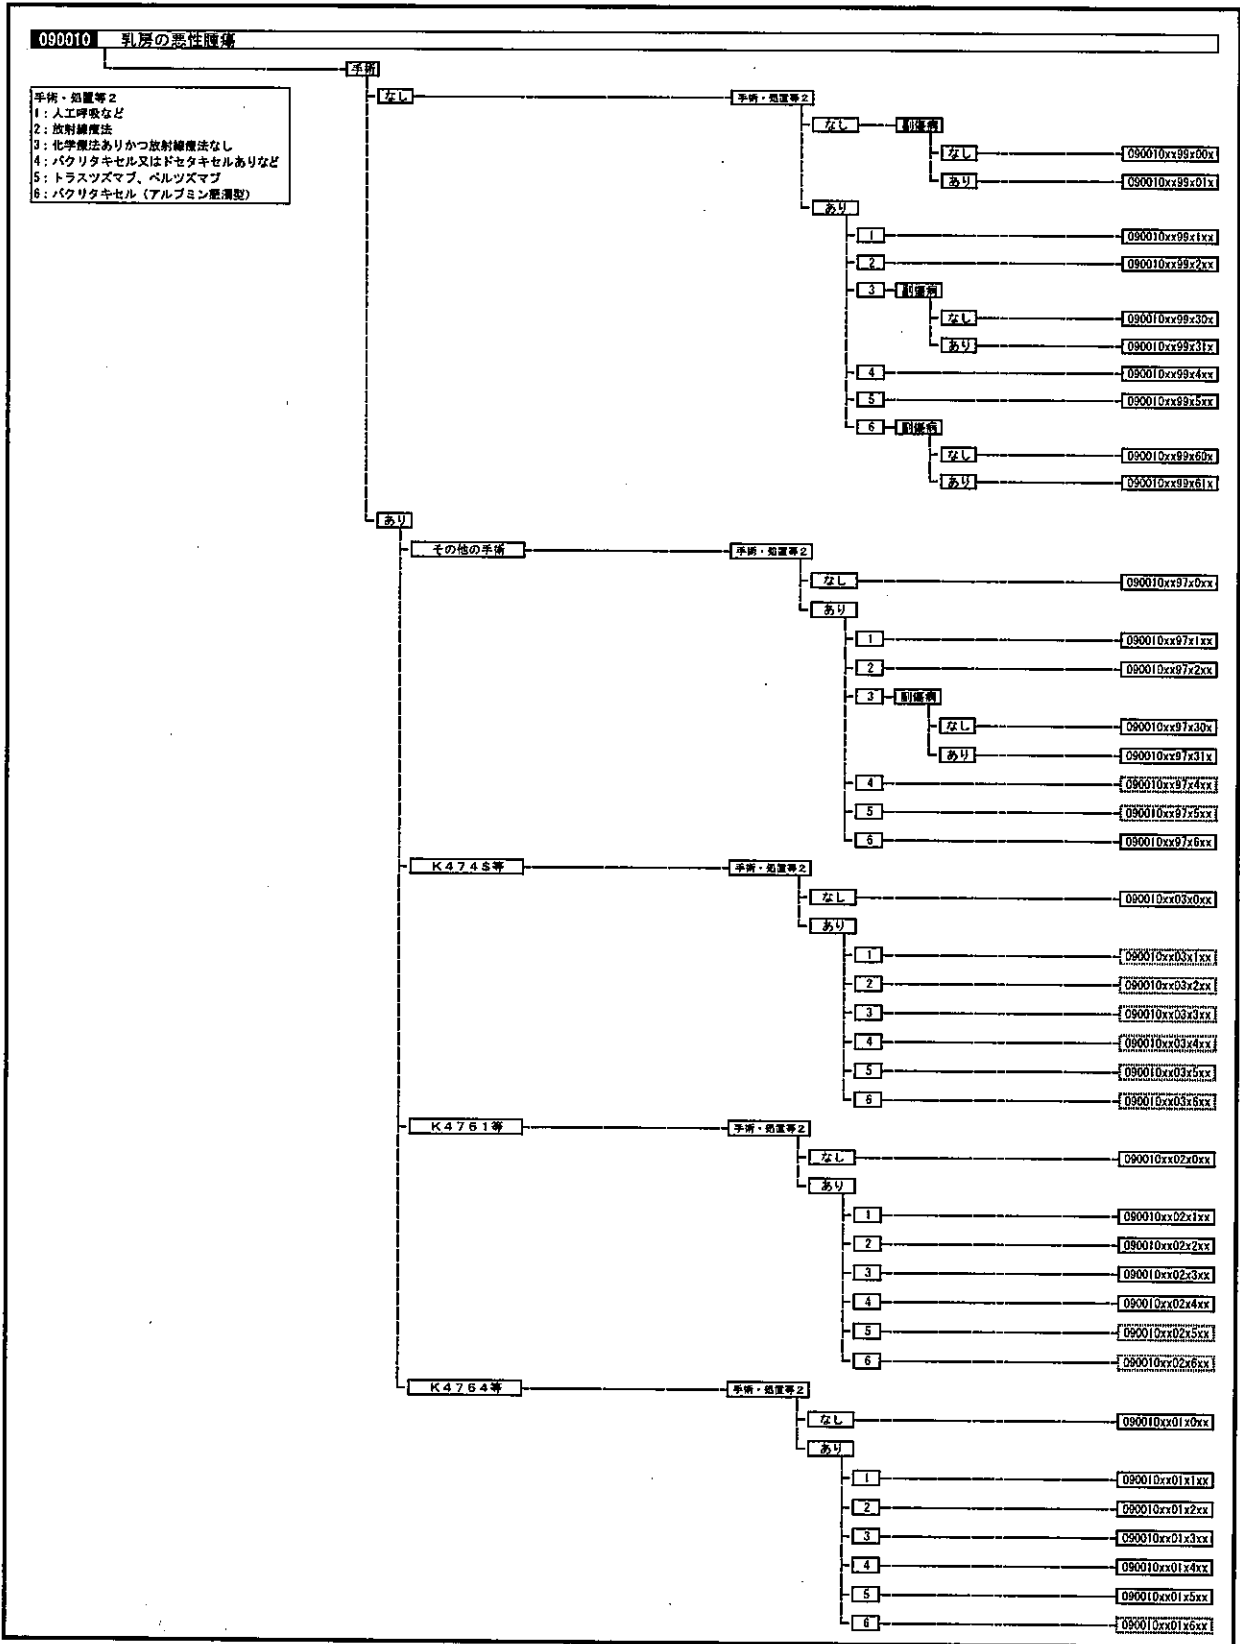 090010 乳房の悪性腫瘍
手術
手術・処置等2
1：人工呼吸など
2：放射線療法
3：化学療法ありかつ放射線療法なし
4：パクリタキセル又はドセタキセルありなど
5：トラスツズマブ、ペルツズマブ
6：パクリタキセル（アルブミン懸濁型）
なし 手術・処置等2
なし 副傷病
なし 090010xx99x00x
あり 090010xx99x01x
あり
1 090010xx99x1xx
2 090010xx99x2xx
3 副傷病
なし 090010xx99x30x
あり 090010xx99x31x
4 090010xx99x4xx
5 090010xx99x5xx
6 副傷病
なし 090010xx99x60x
あり 090010xx99x61x
あり
その他の手術 手術・処置等2
なし 090010xx97x0xx
あり
1 090010xx97x1xx
2 090010xx97x2xx
3 副傷病
なし 090010xx97x30x
あり 090010xx97x31x
4 090010xx97x4xx
5 090010xx97x5xx
6 090010xx97x6xx
K4745等 手術・処置等2
なし 090010xx03x0xx
あり
1 090010xx03x1xx
2 090010xx03x2xx
3 090010xx03x3xx
4 090010xx03x4xx
5 090010xx03x5xx
6 090010xx03x6xx
K4761等 手術・処置等2
なし 090010xx02x0xx
あり
1 090010xx02x1xx
2 090010xx02x2xx
3 090010xx02x3xx
4 090010xx02x4xx
5 090010xx02x5xx
6 090010xx02x6xx
K4764等 手術・処置等2
なし 090010xx01x0xx
あり
1 090010xx01x1xx
2 090010xx01x2xx
3 090010xx01x3xx
4 090010xx01x4xx
5 090010xx01x5xx
6 090010xx01x6xx